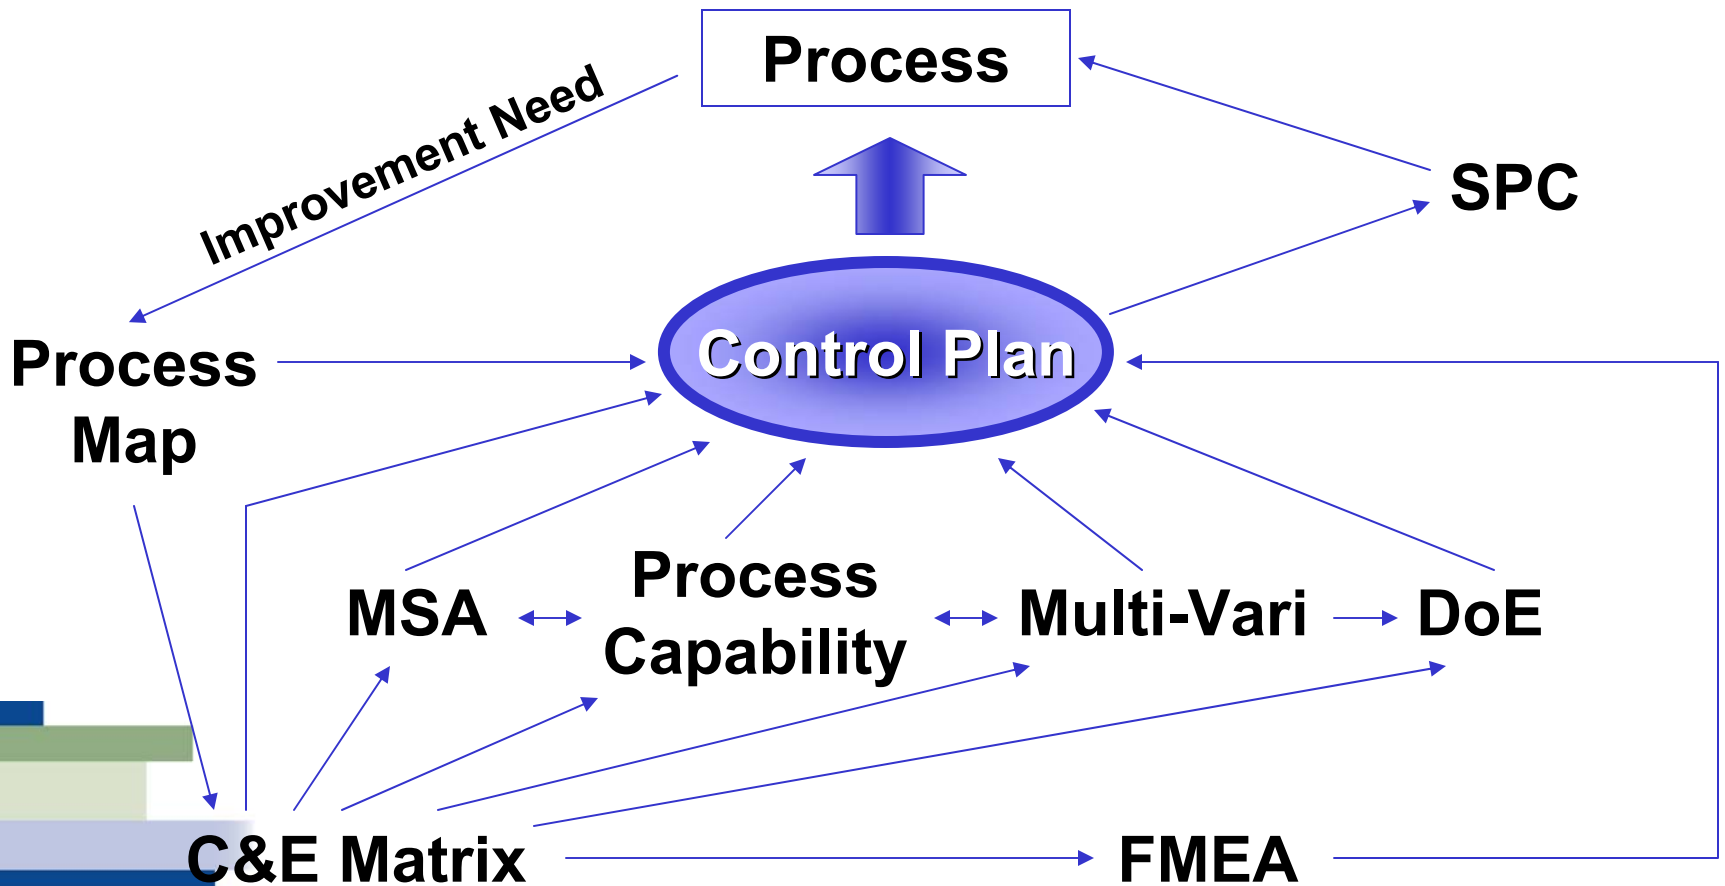 Process
Improvement Need
SPC
Control Plan
Process
Map
Process
Capability
MSA
Multi-Vari
DoE
C&E Matrix
FMEA